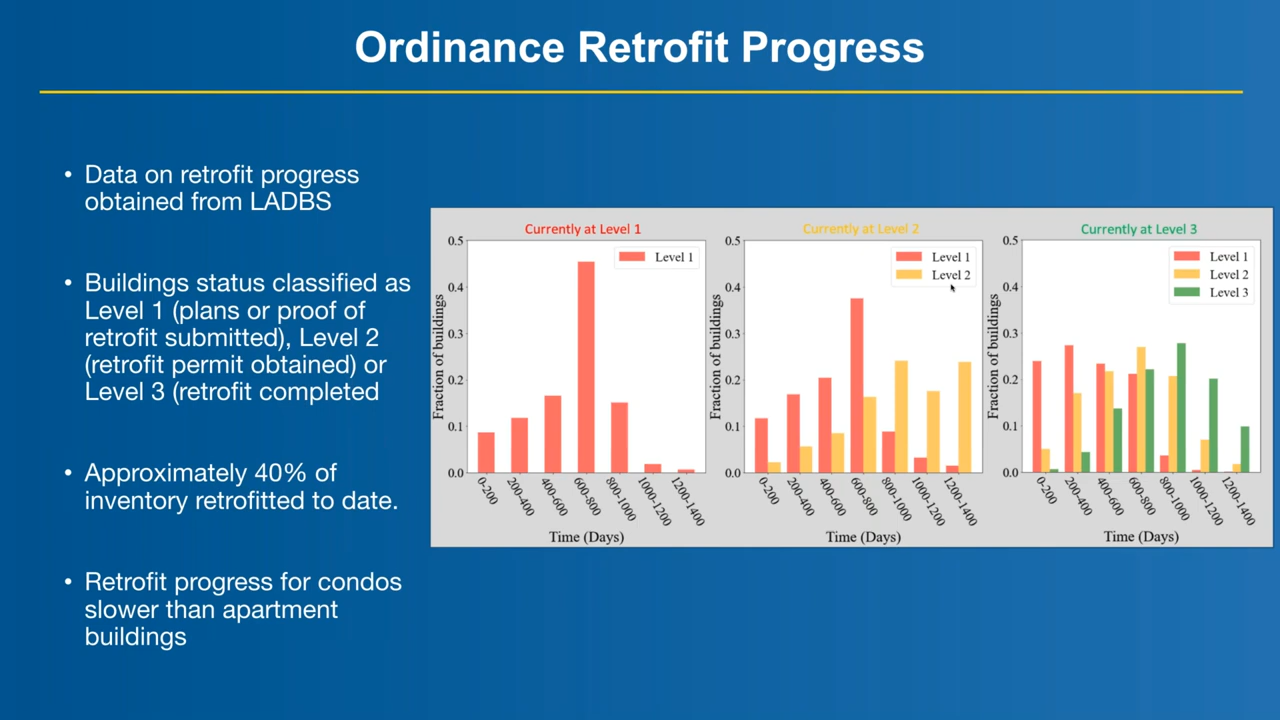 Ordinance Retrofit Progress
• Data on retrofit progress
obtained from LADBS
• Buildings status classified as
Level 1 (plans or proof of
retrofit submitted), Level 2
(retrofit permit obtained) or
Level 3 (retrofit completed
• Approximately 40% of
inventory retrofitted to date.
• Retrofit progress for condos
slower than apartment
buildings
Currently at Level 1
Level 1
0.5
0.4
0.3
0.2
0.1
0.0
Fraction of buildings
0-200
200-400
400-600
600-800
800-1000
1000-1200
1200-1400
Time (Days)
Currently at Level 2
Level 1
Level 2
0.5
0.4
0.3
0.2
0.1
0.0
Fraction of buildings
0-200
200-400
400-600
600-800
800-1000
1000-1200
1200-1400
Time (Days)
Currently at Level 3
Level 1
Level 2
Level 3
0.5
0.4
0.3
0.2
0.1
0.0
Fraction of buildings
0-200
200-400
400-600
600-800
800-1000
1000-1200
1200-1400
Time (Days)